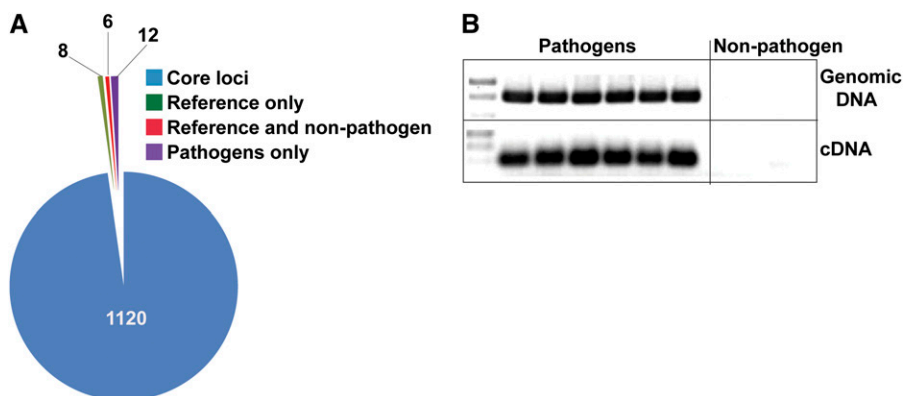 A
8
6
12
Core loci
Reference only
Reference and non-pathogen
Pathogens only
1120
B
Pathogens
Non-pathogen
Genomic
DNA
cDNA